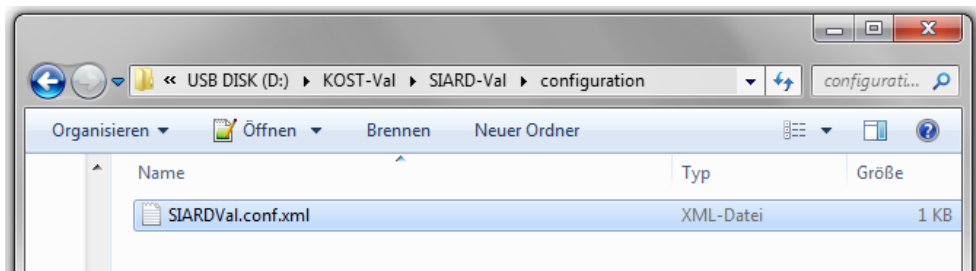 « USB DISK (D:) ▸ KOST-Val ▸ SIARD-Val ▸ configuration configurati...
Organisieren Öffnen Brennen Neuer Ordner
Name Typ Größe
SIARDVal.conf.xml XML-Datei 1 KB